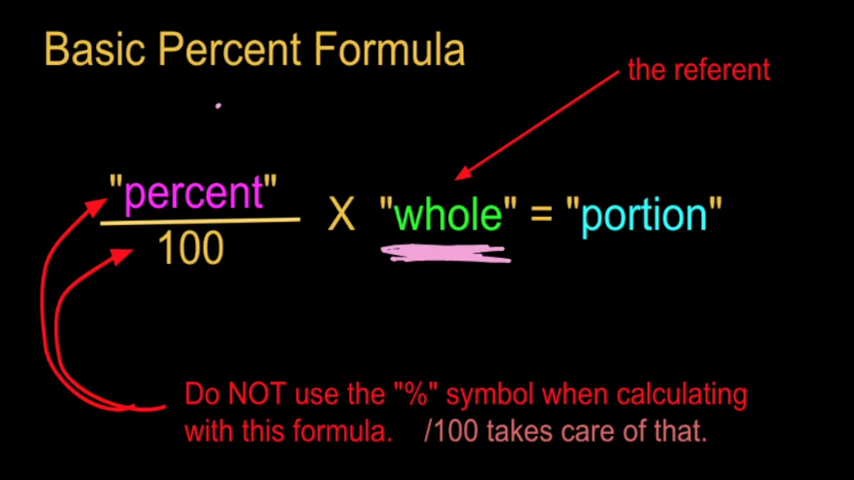 Basic Percent Formula
the referent
"percent"
100
X "whole" = "portion"
Do NOT use the "%" symbol when calculating
with this formula. /100 takes care of that.